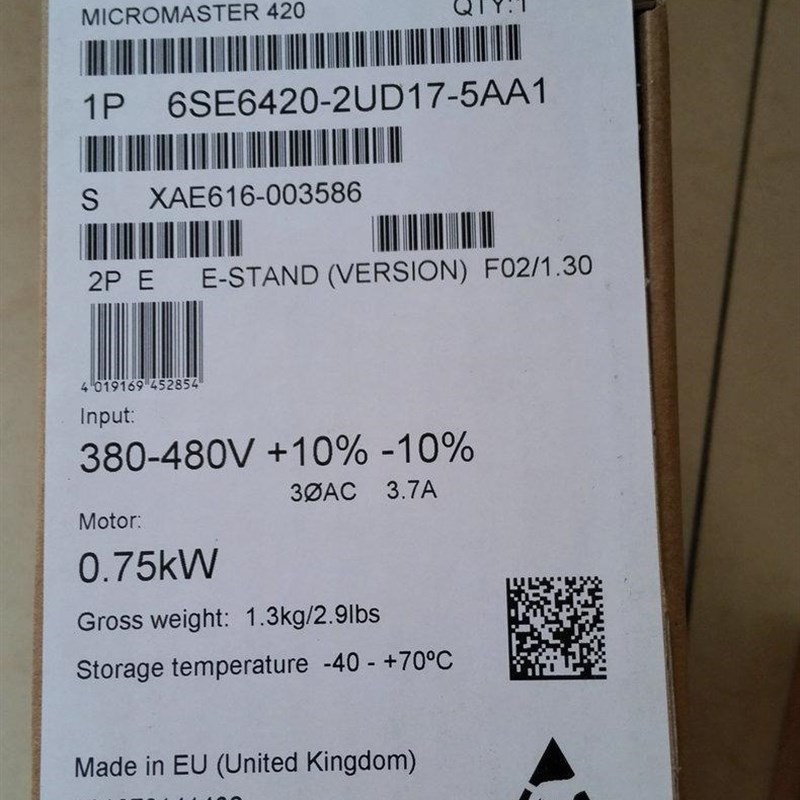 MICROMASTER 420 QTY:1
1P 6SE6420-2UD17-5AA1
S XAE616-003586
2P E E-STAND (VERSION) F02/1.30
4 019169 452854
Input:
380-480V +10% -10%
3ØAC 3.7A
Motor:
0.75kW
Gross weight: 1.3kg/2.9lbs
Storage temperature -40 - +70ºC
Made in EU (United Kingdom)